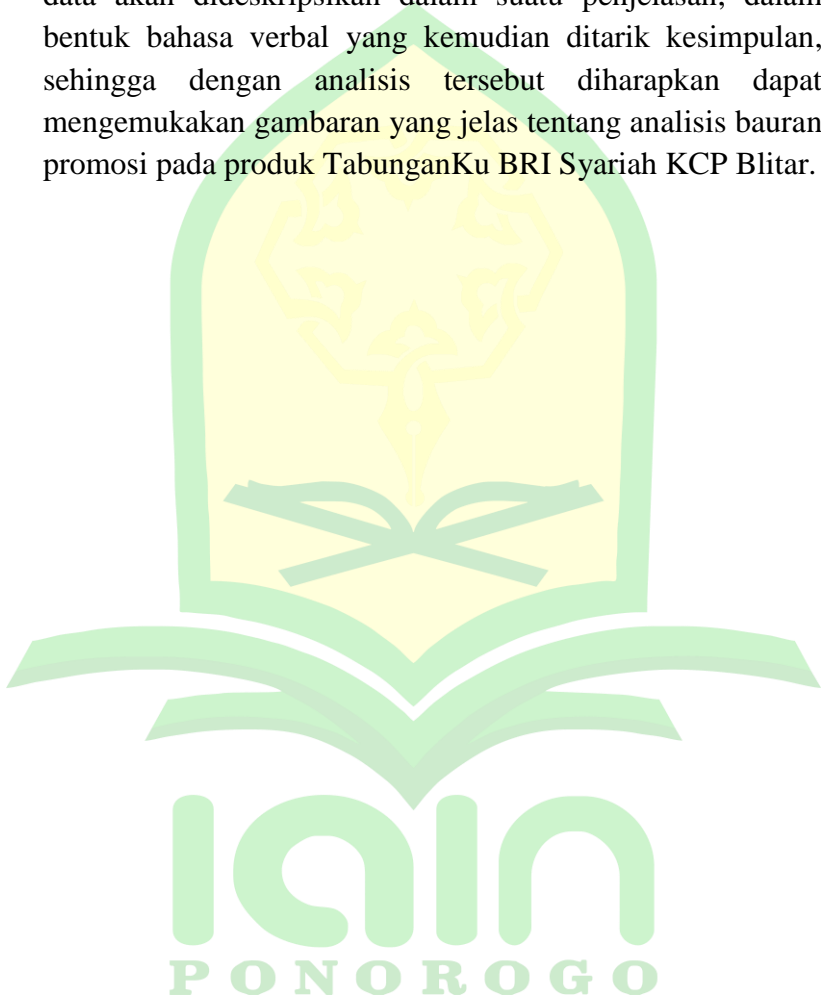 data akan dideskripsikan dalam suatu penjelasan, dalam
bentuk bahasa verbal yang kemudian ditarik kesimpulan,
sehingga dengan analisis tersebut diharapkan dapat
mengemukakan gambaran yang jelas tentang analisis bauran
promosi pada produk TabunganKu BRI Syariah KCP Blitar.
iain
PONOROGO